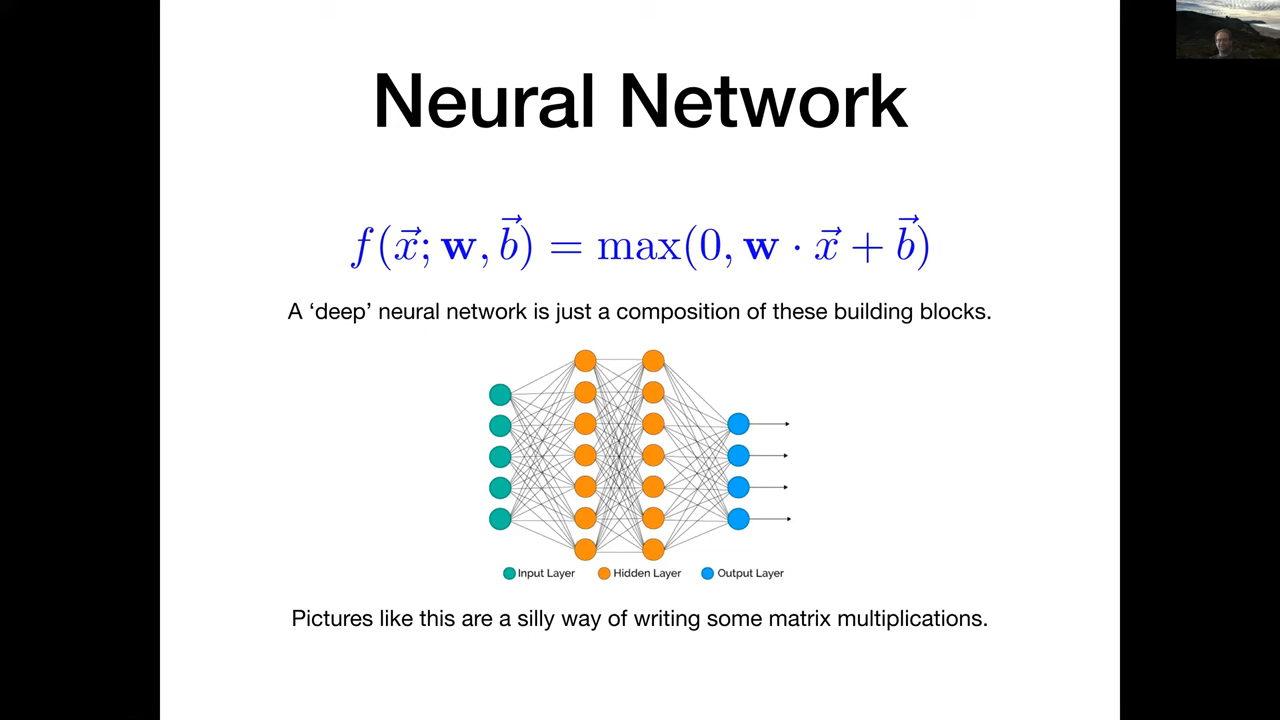 Neural Network
f(x⃗; w, b⃗) = max(0, w · x⃗ + b⃗)
A ‘deep’ neural network is just a composition of these building blocks.
Input Layer Hidden Layer Output Layer
Pictures like this are a silly way of writing some matrix multiplications.